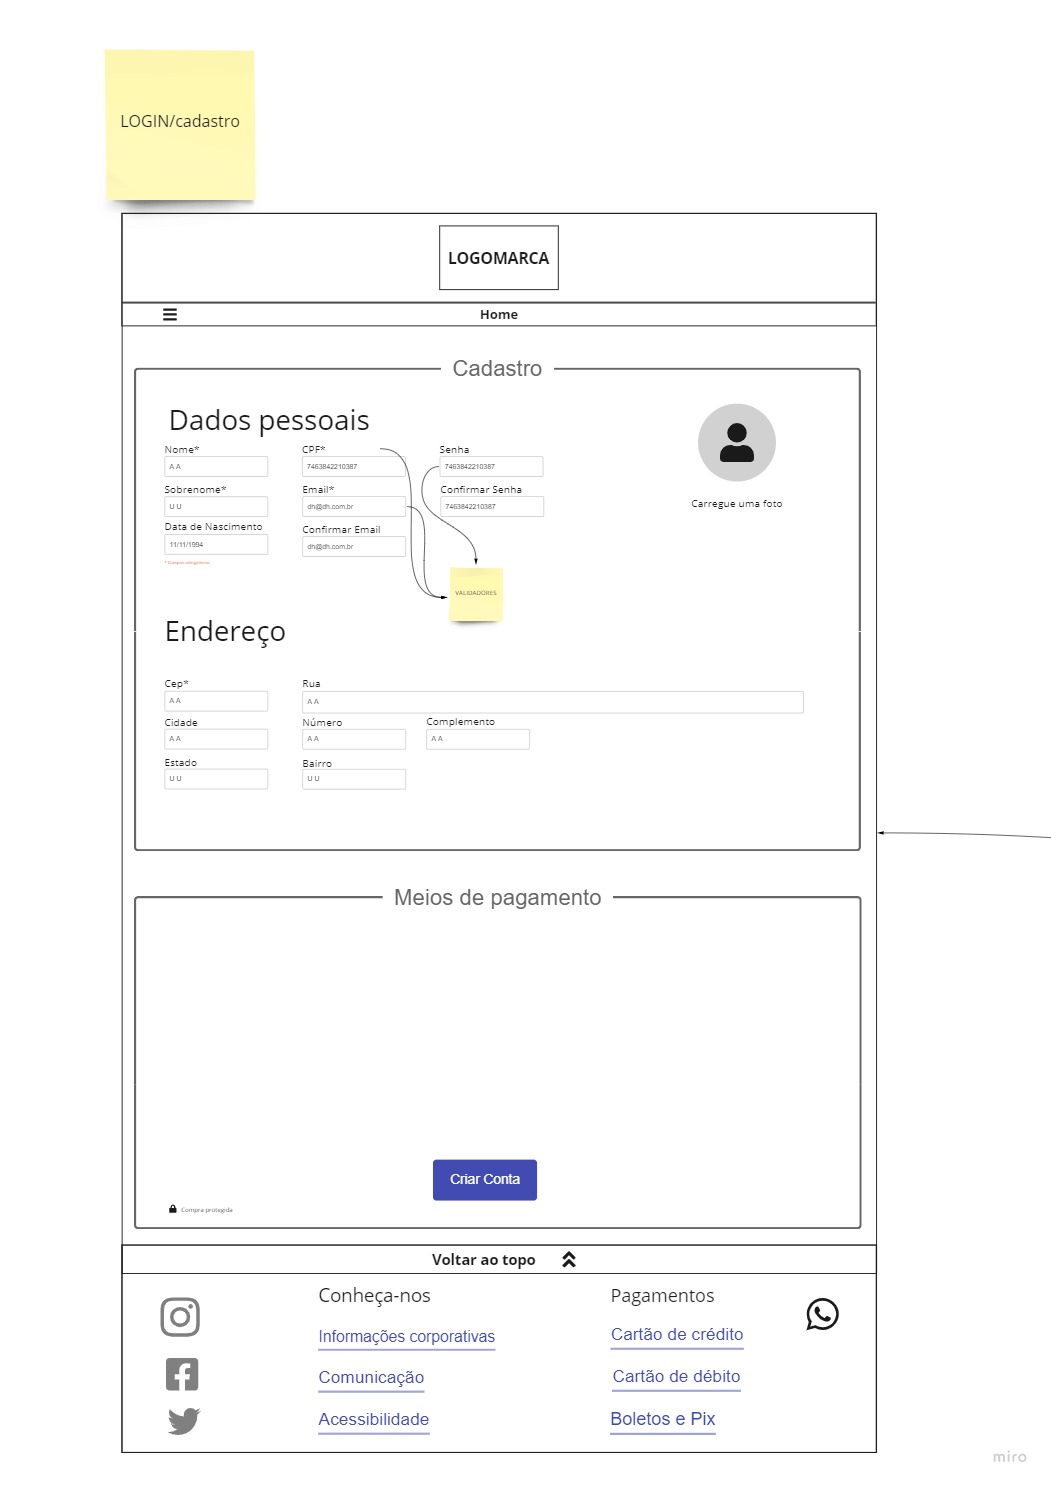 LOGIN/cadastro
LOGOMARCA
Home
Cadastro
Dados pessoais
Nome*
A A
CPF*
7463842210387
Senha
7463842210387
Sobrenome*
U U
Email*
dh@dh.com.br
Confirmar Senha
7463842210387
Carregue uma foto
Data de Nascimento
11/11/1994
Confirmar Email
dh@dh.com.br
* Campos obrigatórios
VALIDADORES
Endereço
Cep*
A A
Rua
A A
Cidade
A A
Número
A A
Complemento
A A
Estado
U U
Bairro
U U
Meios de pagamento
Criar Conta
Compra protegida
Voltar ao topo
Conheça-nos
Informações corporativas
Comunicação
Acessibilidade
Pagamentos
Cartão de crédito
Cartão de débito
Boletos e Pix
miro